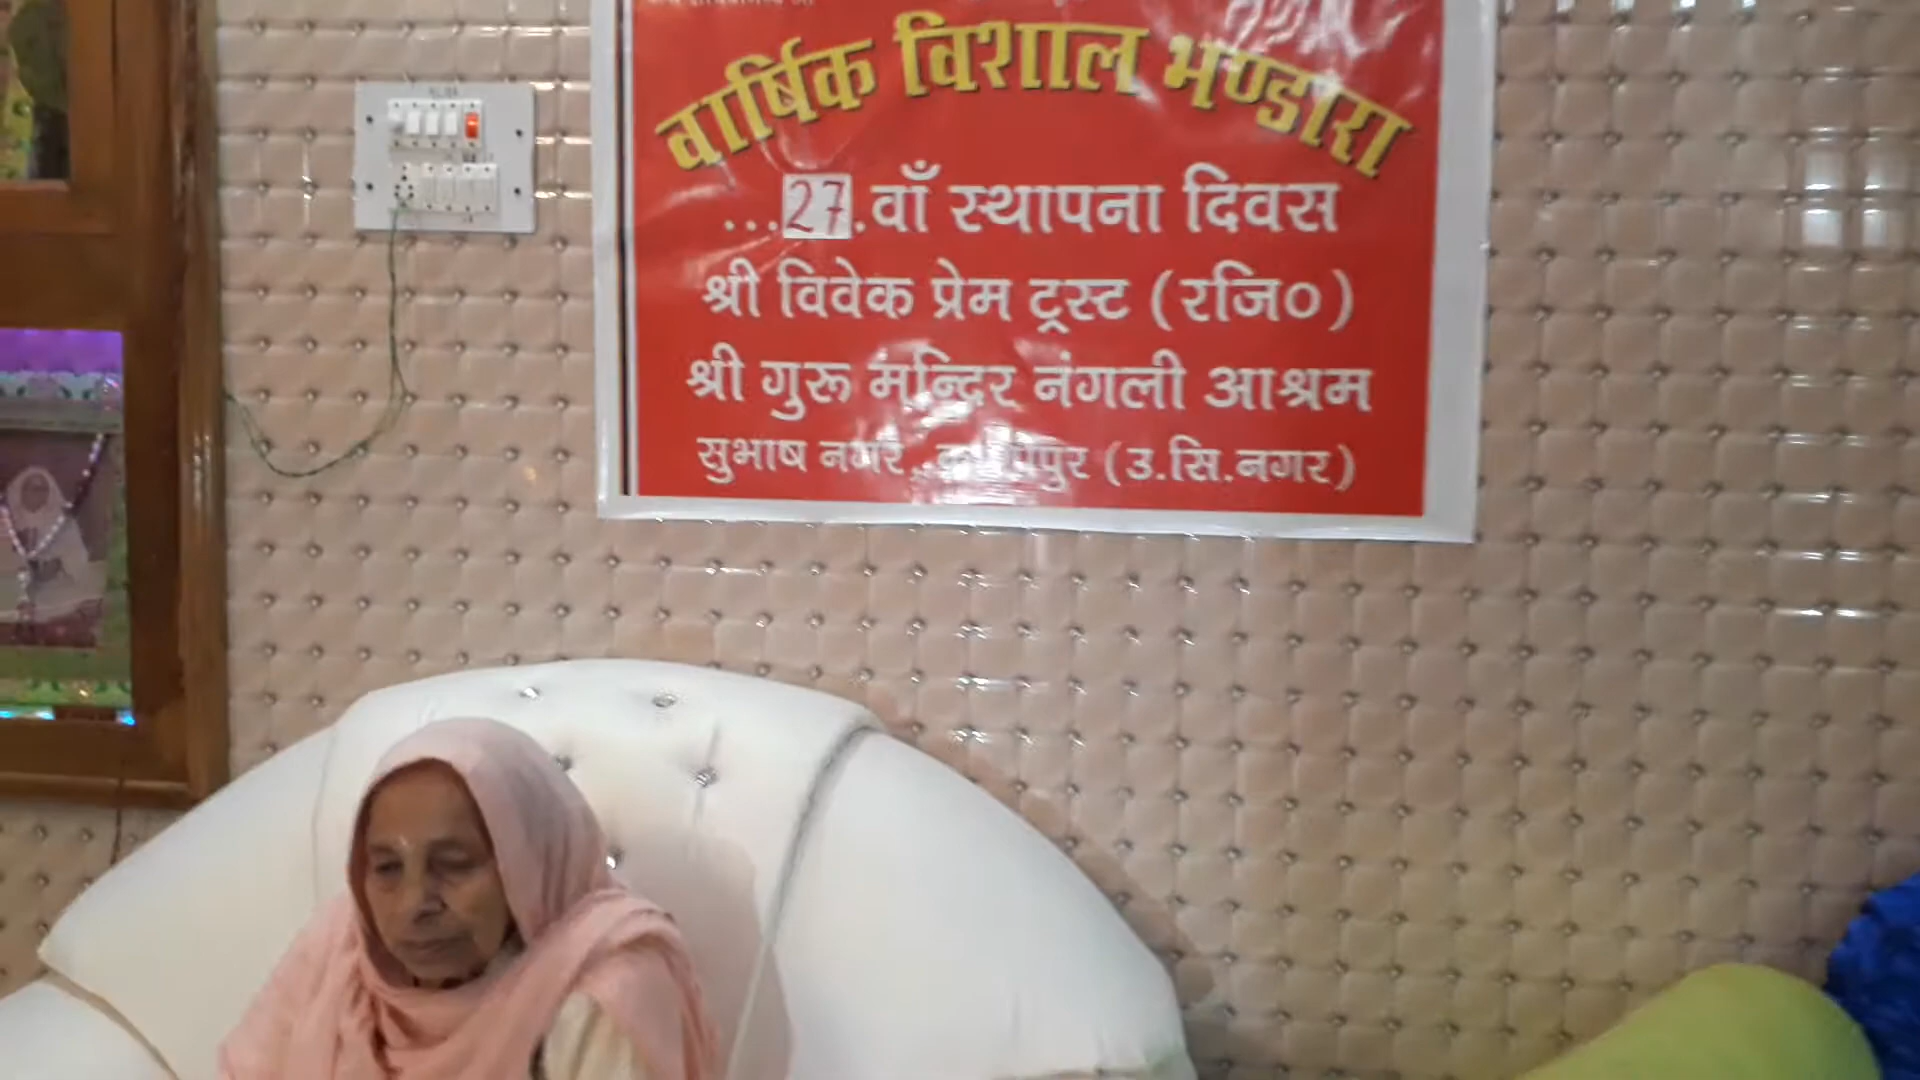 वार्षिक विशाल भण्डारा
...27.वाँ स्थापना दिवस
श्री विवेक प्रेम ट्रस्ट (रजि०)
श्री गुरू मन्दिर नंगली आश्रम
सुभाष नगर, (उ.सि.नगर)